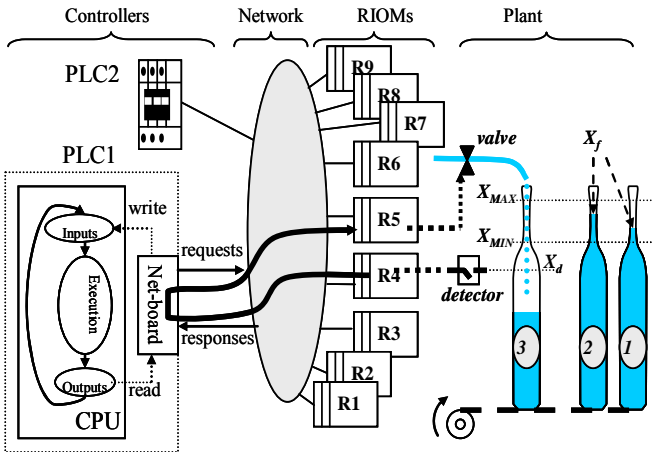 Controllers
Network
RIOMs
Plant
PLC2
PLC1
R9
R8
R7
R6
R5
R4
R3
R2
R1
valve
X_f
X_MAX
X_MIN
X_d
detector
write
Inputs
Execution
Outputs
read
CPU
Net-board
requests
responses
3
2
1